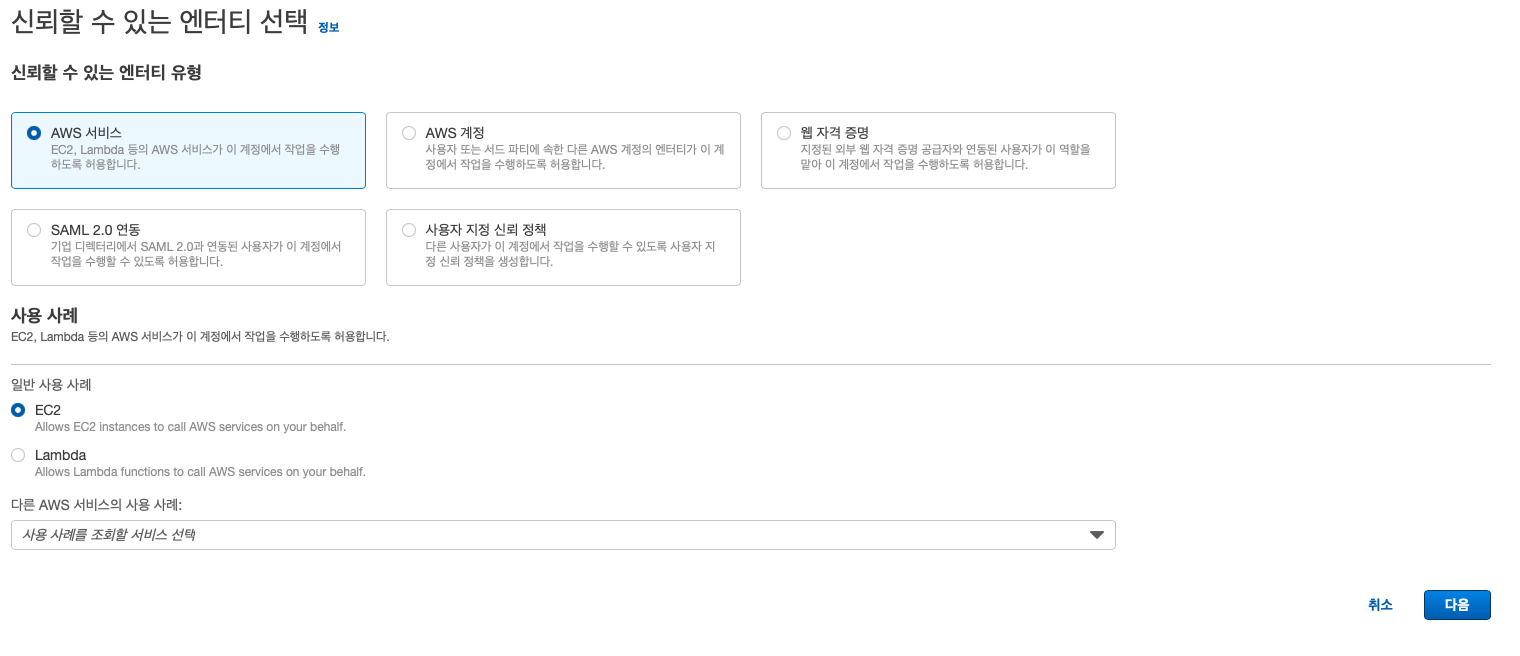 신뢰할 수 있는 엔터티 선택 정보
신뢰할 수 있는 엔터티 유형
AWS 서비스
EC2, Lambda 등의 AWS 서비스가 이 계정에서 작업을 수행
하도록 허용합니다.
AWS 계정
사용자 또는 서드 파티에 속한 다른 AWS 계정의 엔터티가 이 계
정에서 작업을 수행하도록 허용합니다.
웹 자격 증명
지정된 외부 웹 자격 증명 공급자와 연동된 사용자가 이 역할을
맡아 이 계정에서 작업을 수행하도록 허용합니다.
SAML 2.0 연동
기업 디렉터리에서 SAML 2.0과 연동된 사용자가 이 계정에서
작업을 수행할 수 있도록 허용합니다.
사용자 지정 신뢰 정책
다른 사용자가 이 계정에서 작업을 수행할 수 있도록 사용자 지
정 신뢰 정책을 생성합니다.
사용 사례
EC2, Lambda 등의 AWS 서비스가 이 계정에서 작업을 수행하도록 허용합니다.
일반 사용 사례
EC2
Allows EC2 instances to call AWS services on your behalf.
Lambda
Allows Lambda functions to call AWS services on your behalf.
다른 AWS 서비스의 사용 사례:
사용 사례를 조회할 서비스 선택
취소
다음